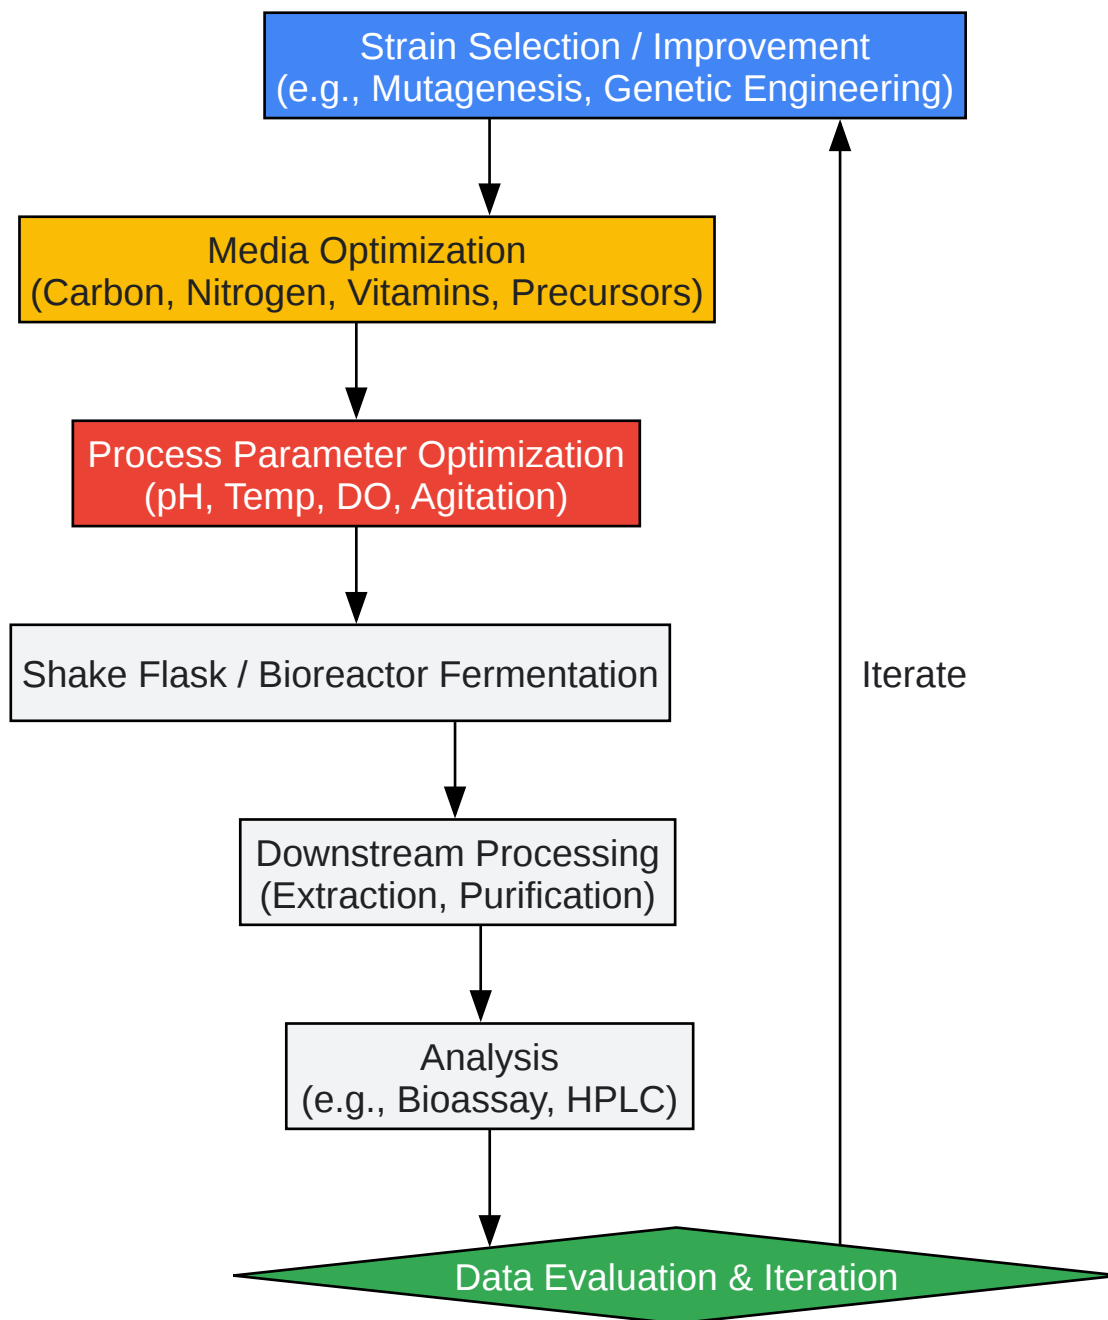 Strain Selection / Improvement
(e.g., Mutagenesis, Genetic Engineering)
Media Optimization
(Carbon, Nitrogen, Vitamins, Precursors)
Process Parameter Optimization
(pH, Temp, DO, Agitation)
Shake Flask / Bioreactor Fermentation
Iterate
Downstream Processing
(Extraction, Purification)
Analysis
(e.g., Bioassay, HPLC)
Data Evaluation & Iteration